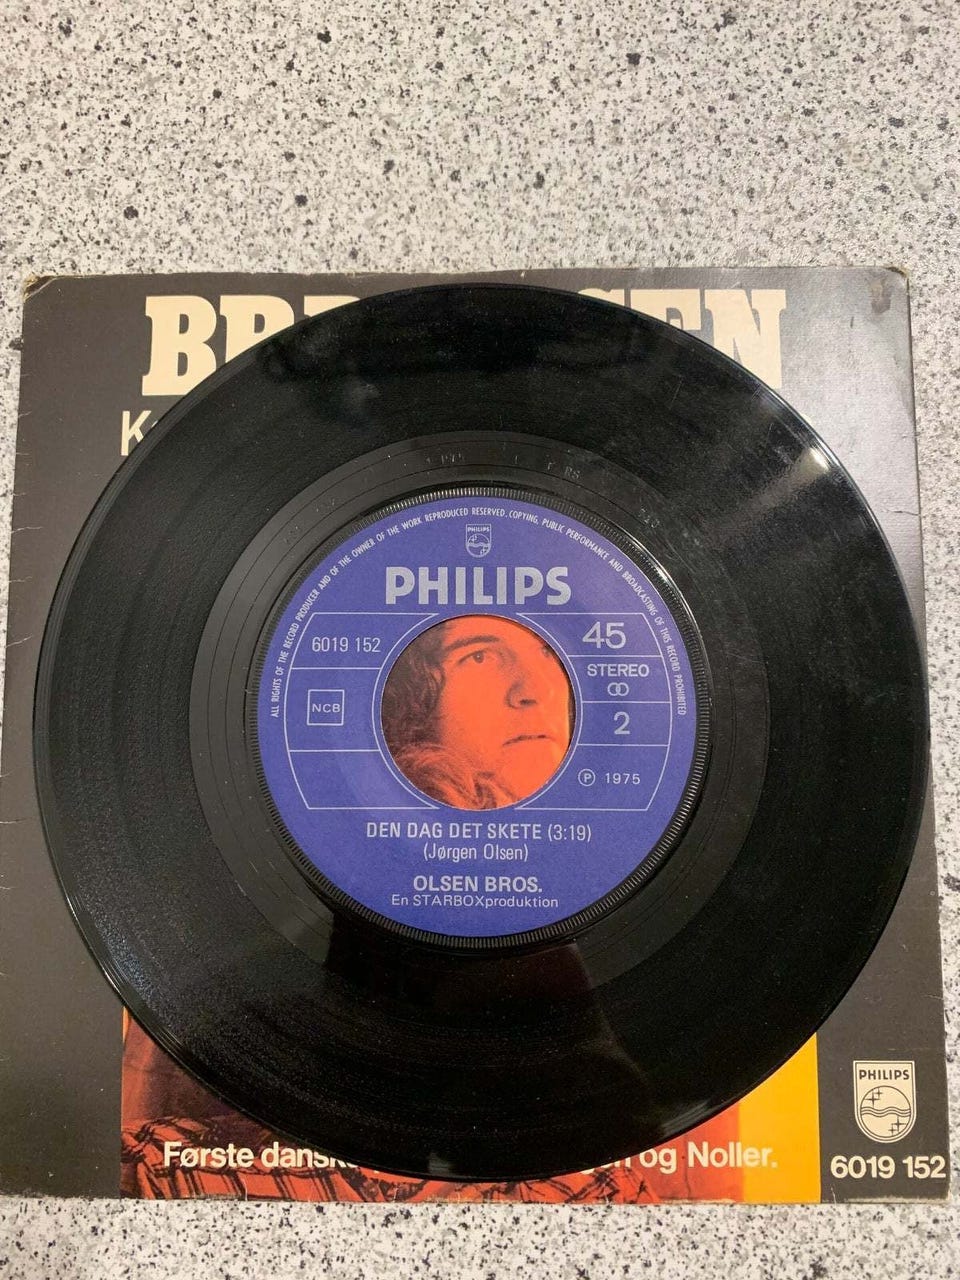 ALL RIGHTS OF THE RECORD PRODUCER AND OF THE OWNER OF THE WORK REPRODUCED RESERVED. COPYING, PUBLIC PERFORMANCE AND BROADCASTING OF THIS RECORD PROHIBITED
PHILIPS
PHILIPS
6019 152
45
STEREO
NCB
2
℗ 1975
DEN DAG DET SKETE (3:19)
(Jørgen Olsen)
OLSEN BROS.
En STARBOXproduktion
PHILIPS
Første og Noller.
6019 152